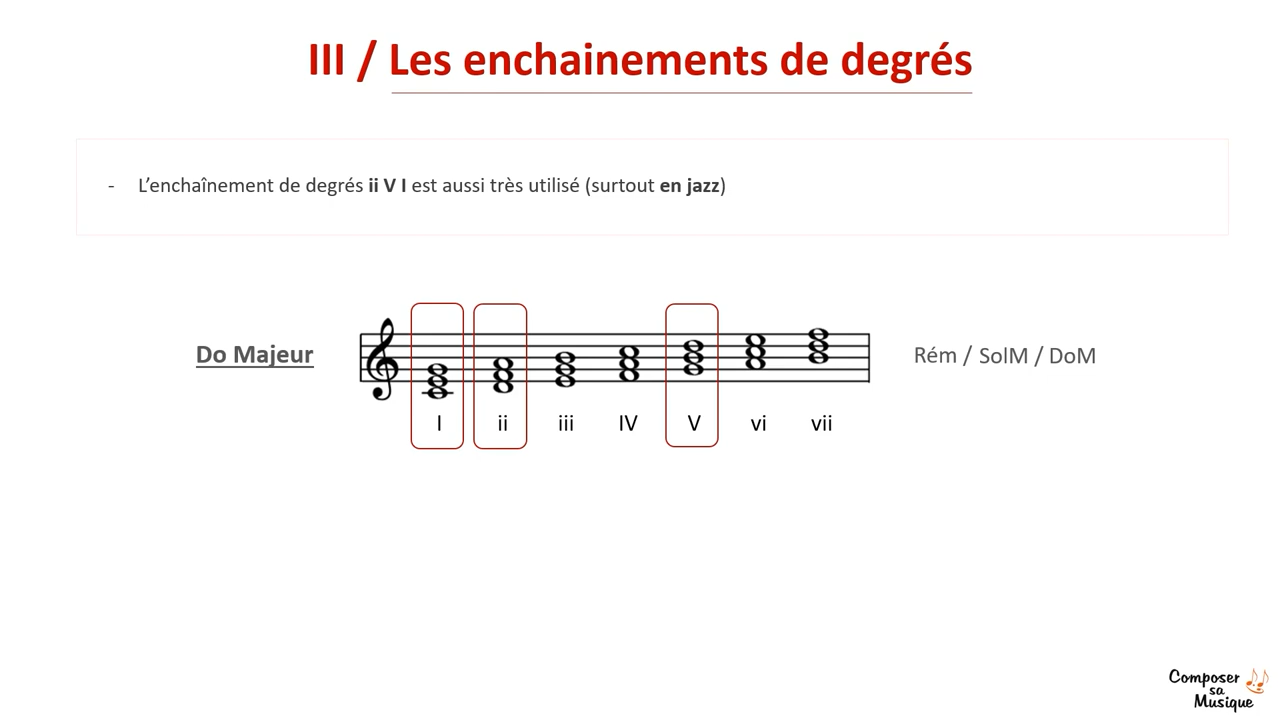 III / Les enchainements de degrés
- L’enchaînement de degrés ii V I est aussi très utilisé (surtout en jazz)
Do Majeur
Rém / SolM / DoM
I ii iii IV V vi vii
Composer
sa
Musique